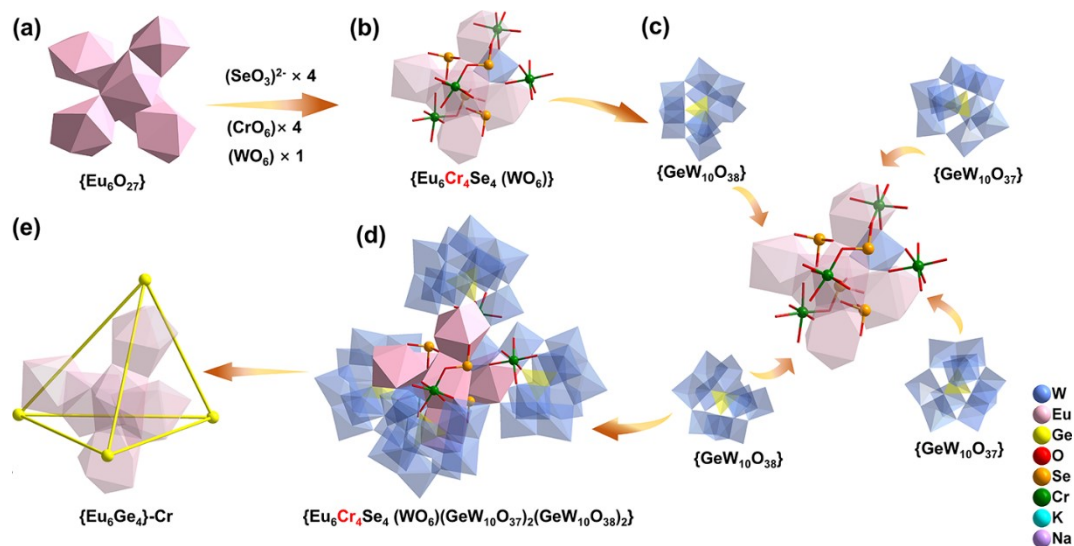 (a)
(SeO₃)²⁻ × 4
(CrO₆) × 4
(WO₆) × 1
{Eu₆O₂₇}
(b)
{Eu₆Cr₄Se₄ (WO₆)}
(c)
{GeW₁₀O₃₈}
{GeW₁₀O₃₇}
(e)
{Eu₆Ge₄}-Cr
(d)
{Eu₆Cr₄Se₄ (WO₆)(GeW₁₀O₃₇)₂(GeW₁₀O₃₈)₂}
{GeW₁₀O₃₈}
{GeW₁₀O₃₇}
W
Eu
Ge
O
Se
Cr
K
Na